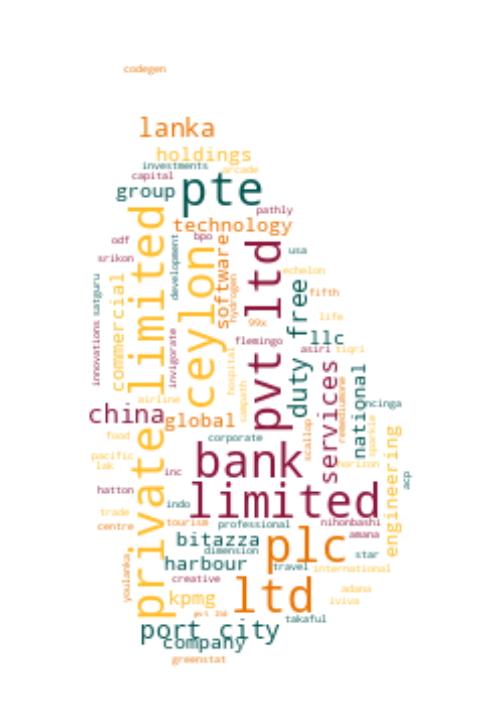 codegen
lanka
holdings
investments
arcade
capital
group
pte
pathly
technology
odf
bpo
srikon
development
software
usa
echelon
satguru
commercial
private limited
ceylon
hydrogen
pvt ltd
duty free
fifth
99x
life
innovations
invigorate
flemingo
llc
asiri
tiqri
hospital
sampath
services
remediumone
national
ncinga
airline
china
global
scallop
sparkle
food
corporate
pacific
lak
bank
horizon
inc
engineering
acp
hatton
limited
indo
trade
centre
tourism
professional
nihonbashi
amana
bitazza
plc
dimension
star
harbour
travel
international
creative
youlanka
kpmg
ltd
adana
iviva
pvt ltd
takaful
port city
company
greenstat